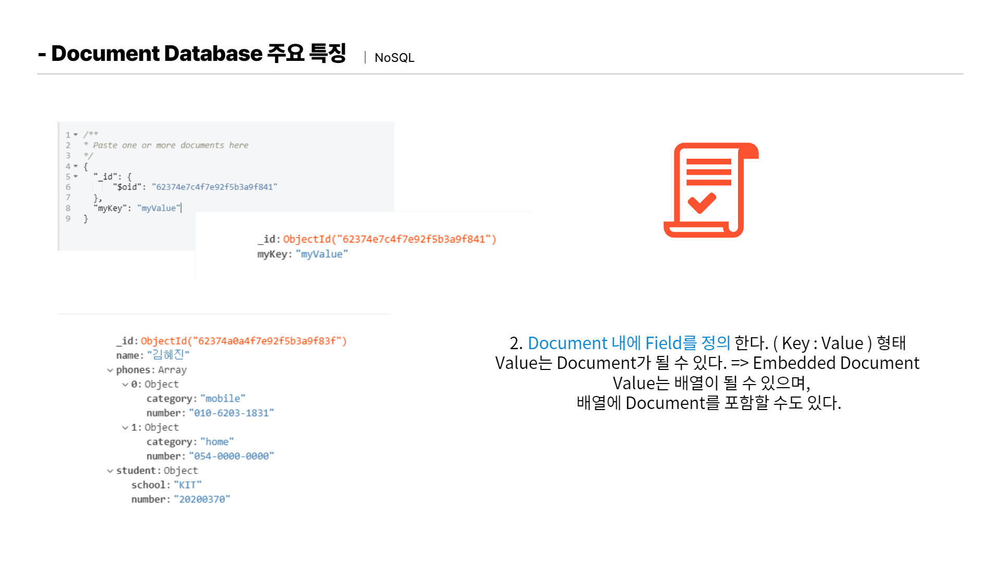 - Document Database 주요 특징 | NoSQL
1 /**
2 * Paste one or more documents here
3 */
4 {
5 "_id": {
6 "$oid": "62374e7c4f7e92f5b3a9f841"
7 },
8 "myKey": "myValue"
9 }
_id: ObjectId("62374e7c4f7e92f5b3a9f841")
myKey: "myValue"
_id: ObjectId("62374a0a4f7e92f5b3a9f83f")
name: "김혜진"
phones: Array
0: Object
category: "mobile"
number: "010-6203-1831"
1: Object
category: "home"
number: "054-0000-0000"
student: Object
school: "KIT"
number: "20200370"
2. Document 내에 Field를 정의 한다. ( Key : Value ) 형태
Value는 Document가 될 수 있다. => Embedded Document
Value는 배열이 될 수 있으며,
배열에 Document를 포함할 수도 있다.